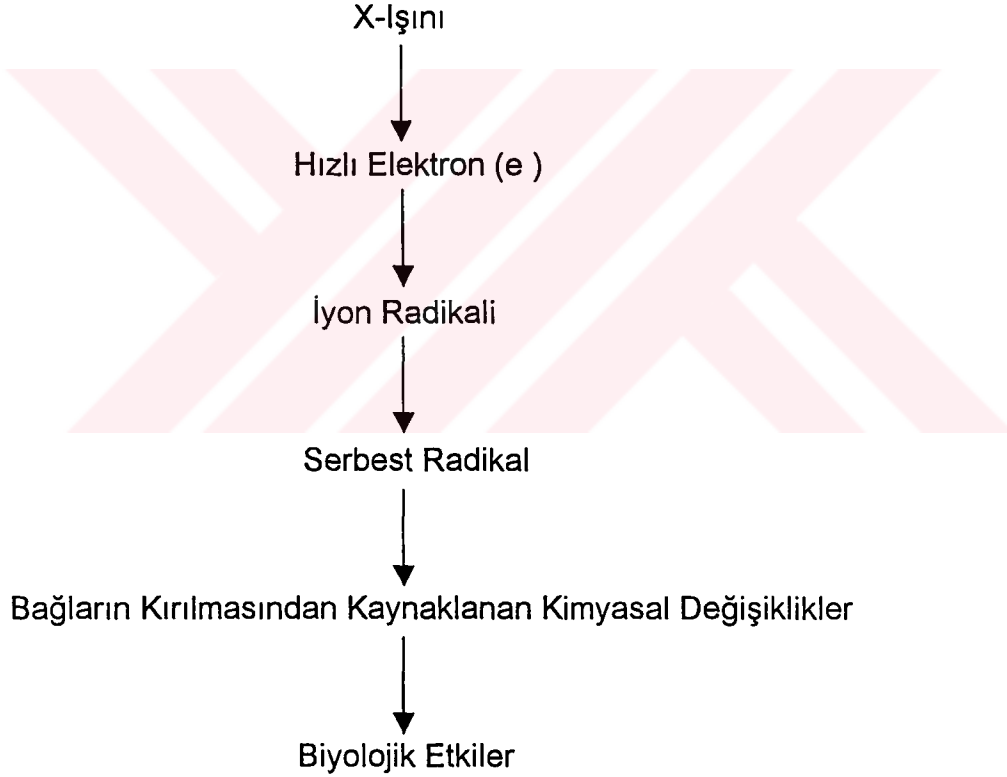 X-Işını
Hızlı Elektron (e )
İyon Radikali
Serbest Radikal
Bağların Kırılmasından Kaynaklanan Kimyasal Değişiklikler
Biyolojik Etkiler